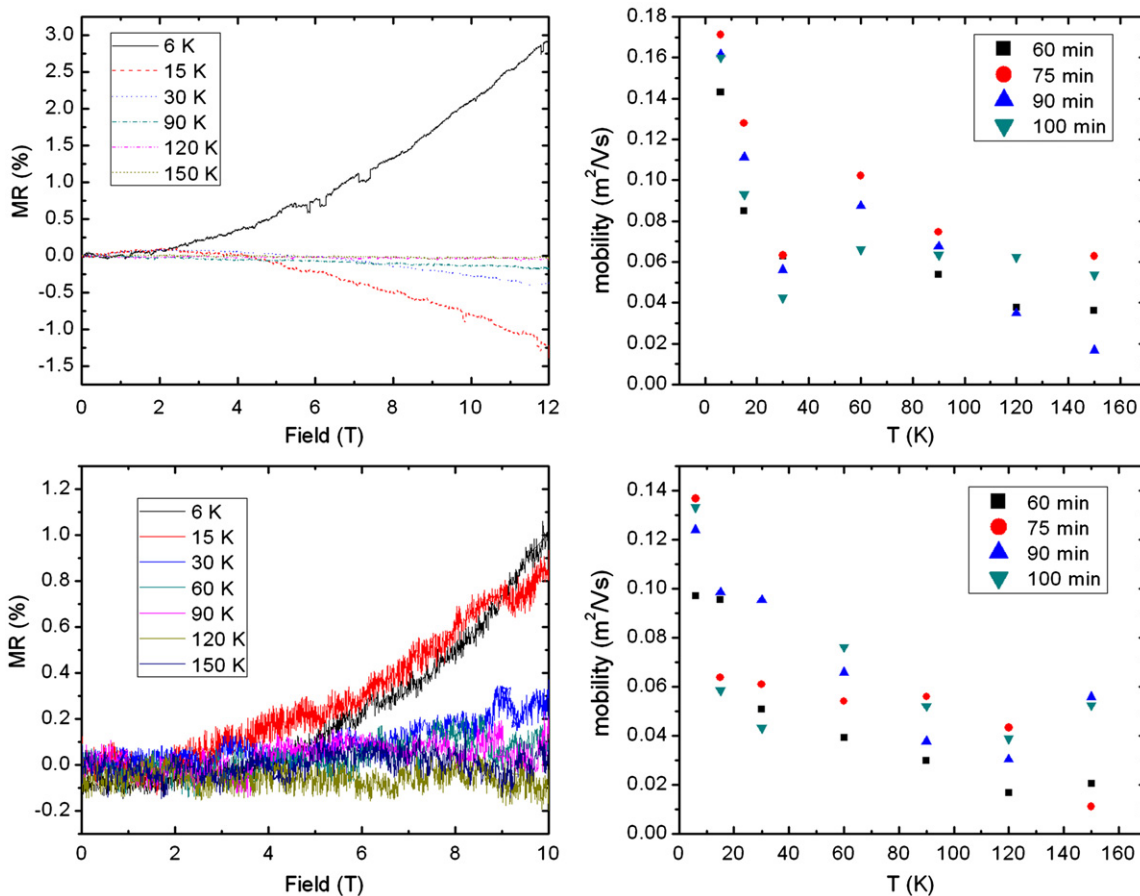 3.0
2.5
2.0
1.5
1.0
0.5
0.0
-0.5
-1.0
-1.5
MR (%)
6 K
15 K
30 K
90 K
120 K
150 K
0 2 4 6 8 10 12
Field (T)
0.18
0.16
0.14
0.12
0.10
0.08
0.06
0.04
0.02
0.00
mobility (m²/Vs)
60 min
75 min
90 min
100 min
0 20 40 60 80 100 120 140 160
T (K)
1.2
1.0
0.8
0.6
0.4
0.2
0.0
-0.2
MR (%)
6 K
15 K
30 K
60 K
90 K
120 K
150 K
0 2 4 6 8 10
Field (T)
0.14
0.12
0.10
0.08
0.06
0.04
0.02
0.00
mobility (m²/Vs)
60 min
75 min
90 min
100 min
0 20 40 60 80 100 120 140 160
T (K)